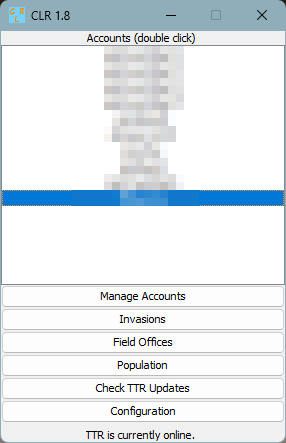 CLR 1.8
Accounts (double click)
Manage Accounts
Invasions
Field Offices
Population
Check TTR Updates
Configuration
TTR is currently online.